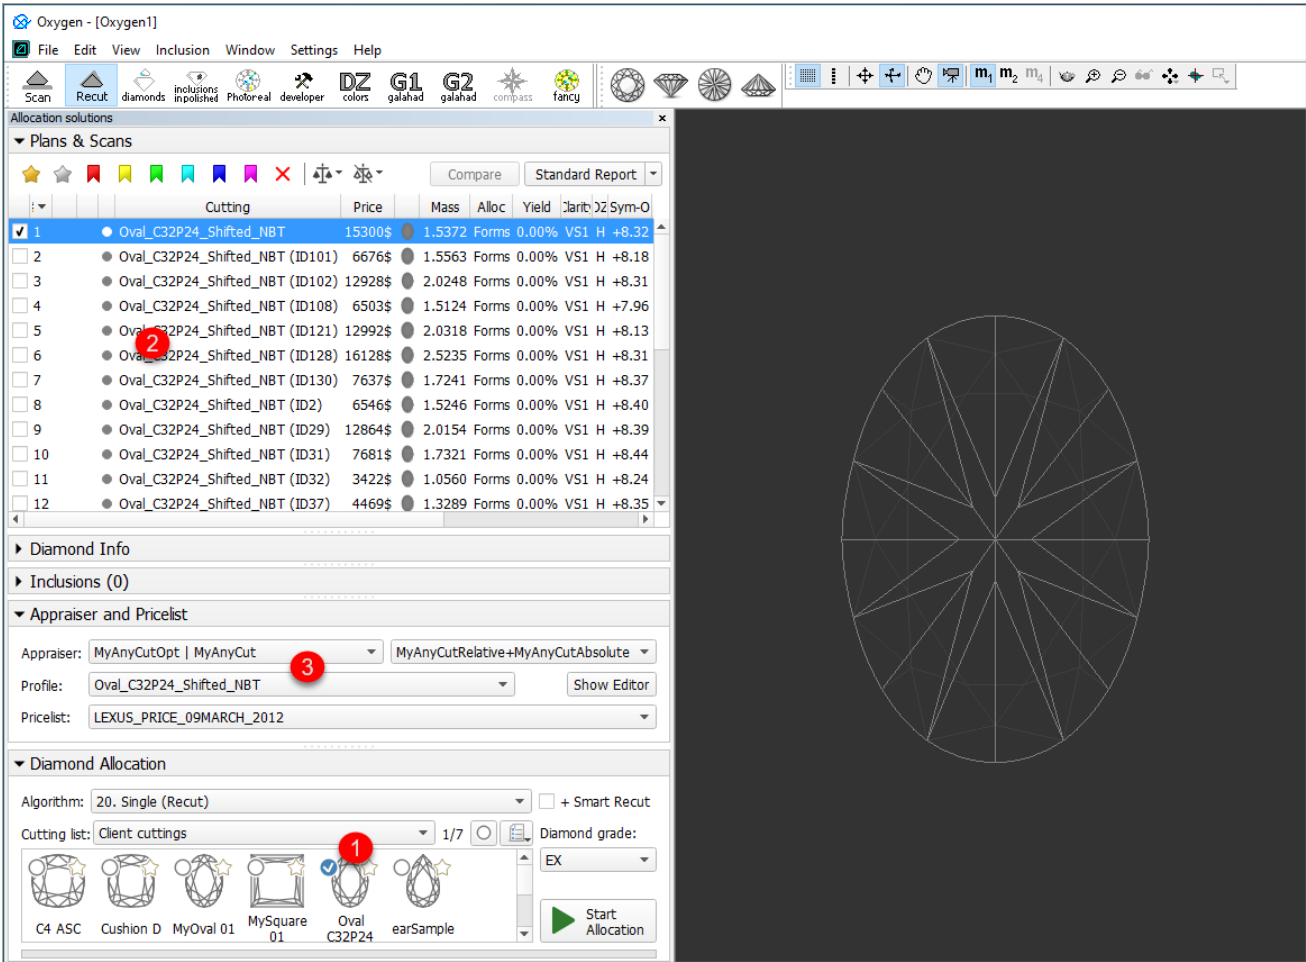 Oxygen - [Oxygen1]
File Edit View Inclusion Window Settings Help
Scan Recut diamonds inclusions inpolished Photoreal developer DZ colors G1 galahad G2 galahad compass fancy m1 m2 m4
Allocation solutions x
Plans & Scans
Compare Standard Report
Cutting Price Mass Alloc Yield Clarity Sym-O
1 Oval_C32P24_Shifted_NBT 15300$ 1.5372 Forms 0.00% VS1 H +8.32
2 Oval_C32P24_Shifted_NBT (ID101) 6676$ 1.5563 Forms 0.00% VS1 H +8.18
3 Oval_C32P24_Shifted_NBT (ID102) 12928$ 2.0248 Forms 0.00% VS1 H +8.31
4 Oval_C32P24_Shifted_NBT (ID108) 6503$ 1.5124 Forms 0.00% VS1 H +7.96
5 Oval_C32P24_Shifted_NBT (ID121) 12992$ 2.0318 Forms 0.00% VS1 H +8.13
2
6 Oval_C32P24_Shifted_NBT (ID128) 16128$ 2.5235 Forms 0.00% VS1 H +8.31
7 Oval_C32P24_Shifted_NBT (ID130) 7637$ 1.7241 Forms 0.00% VS1 H +8.37
8 Oval_C32P24_Shifted_NBT (ID2) 6546$ 1.5246 Forms 0.00% VS1 H +8.40
9 Oval_C32P24_Shifted_NBT (ID29) 12864$ 2.0154 Forms 0.00% VS1 H +8.39
10 Oval_C32P24_Shifted_NBT (ID31) 7681$ 1.7321 Forms 0.00% VS1 H +8.44
11 Oval_C32P24_Shifted_NBT (ID32) 3422$ 1.0560 Forms 0.00% VS1 H +8.24
12 Oval_C32P24_Shifted_NBT (ID37) 4469$ 1.3289 Forms 0.00% VS1 H +8.35
Diamond Info
Inclusions (0)
Appraiser and Pricelist
Appraiser: MyAnyCutOpt | MyAnyCut MyAnyCutRelative+MyAnyCutAbsolute
3
Profile: Oval_C32P24_Shifted_NBT Show Editor
Pricelist: LEXUS_PRICE_09MARCH_2012
Diamond Allocation
Algorithm: 20. Single (Recut) + Smart Recut
Cutting list: Client cuttings 1/7 Diamond grade:
1
EX
C4 ASC Cushion D MyOval 01 MySquare 01 Oval C32P24 earSample
Start Allocation